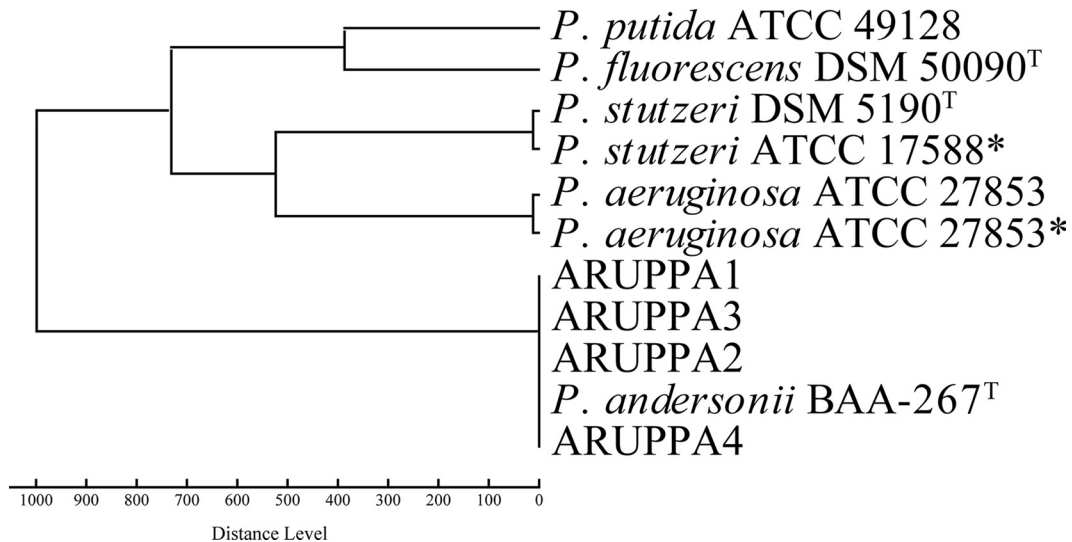 P. putida ATCC 49128
P. fluorescens DSM 50090ᵀ
P. stutzeri DSM 5190ᵀ
P. stutzeri ATCC 17588*
P. aeruginosa ATCC 27853
P. aeruginosa ATCC 27853*
ARUPPA1
ARUPPA3
ARUPPA2
P. andersonii BAA-267ᵀ
ARUPPA4
1000 900 800 700 600 500 400 300 200 100 0
Distance Level